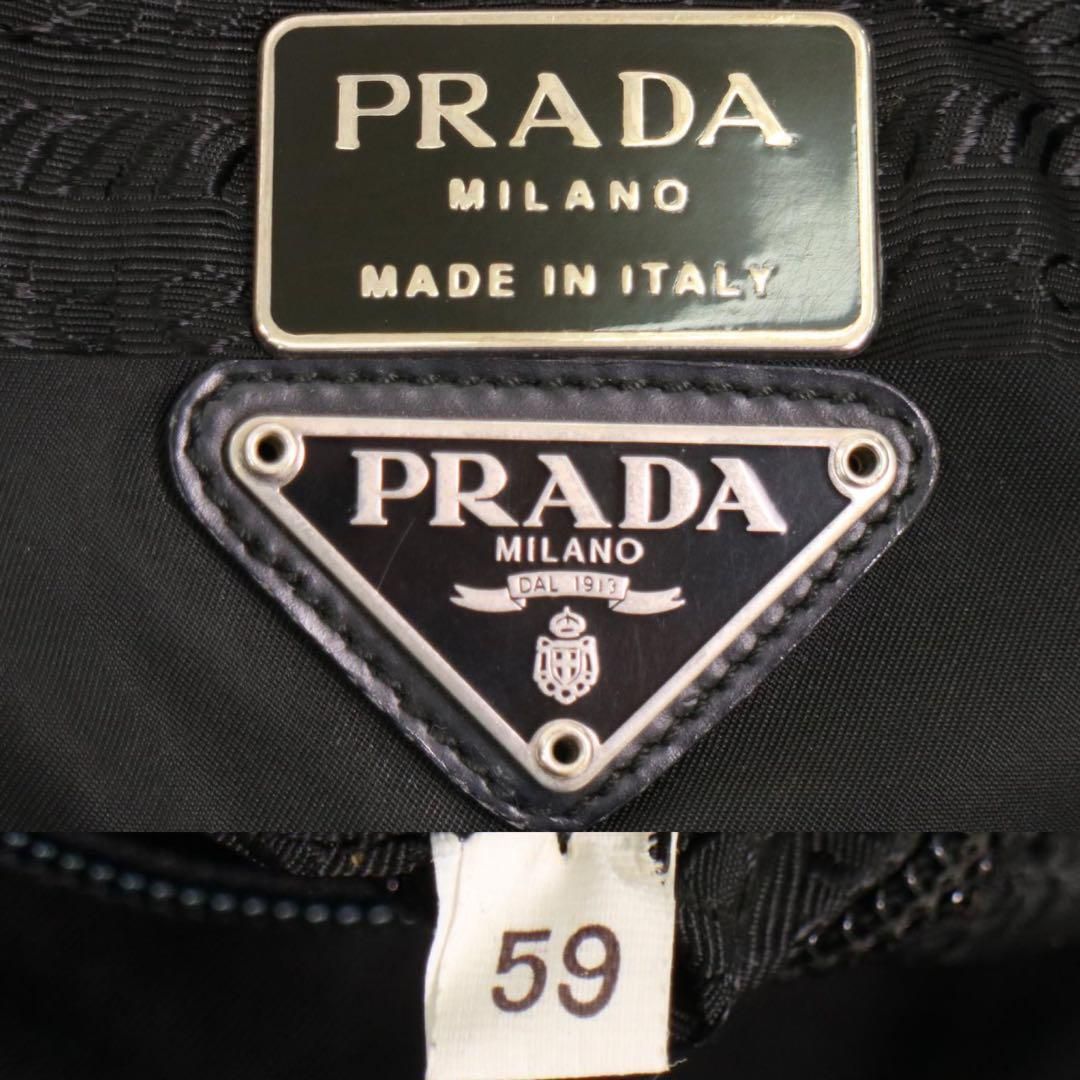 PRADA
MILANO
MADE IN ITALY
PRADA
MILANO
DAL 1913
59